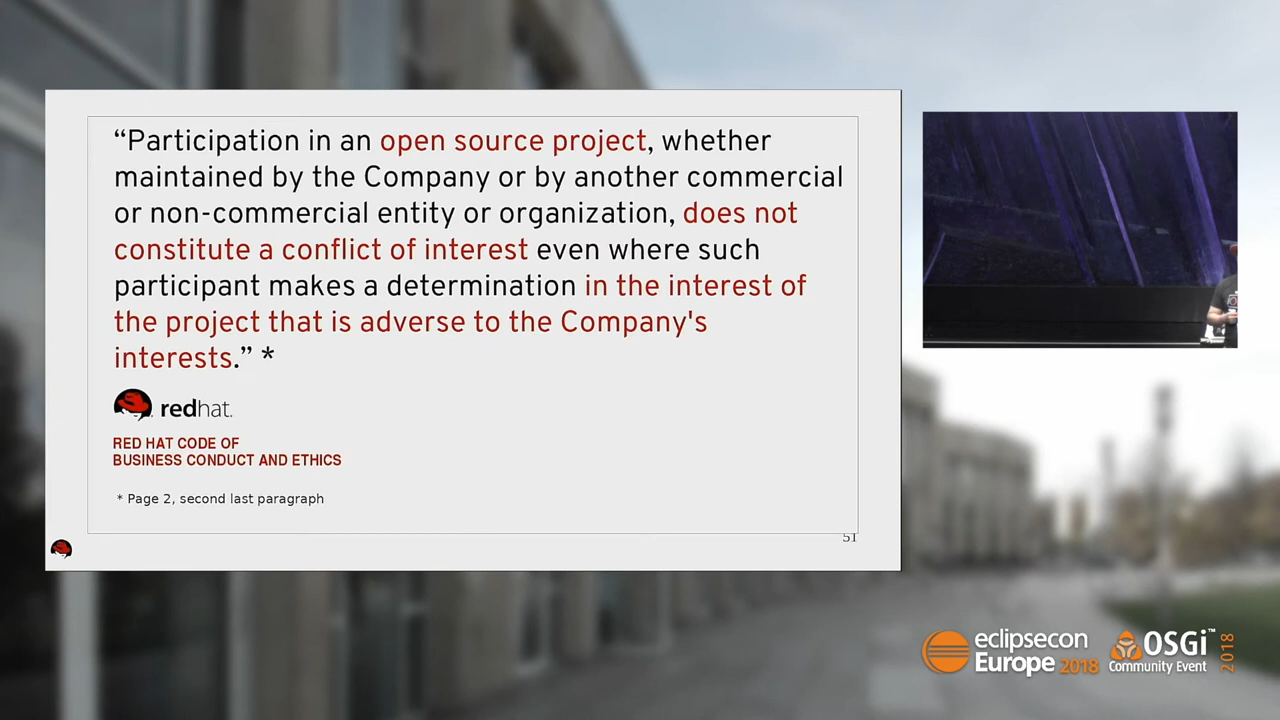 “Participation in an open source project, whether
maintained by the Company or by another commercial
or non-commercial entity or organization, does not
constitute a conflict of interest even where such
participant makes a determination in the interest of
the project that is adverse to the Company's
interests.” *
redhat.
RED HAT CODE OF
BUSINESS CONDUCT AND ETHICS
* Page 2, second last paragraph
51
eclipsecon
Europe 2018
OSGi™
Community Event
2018